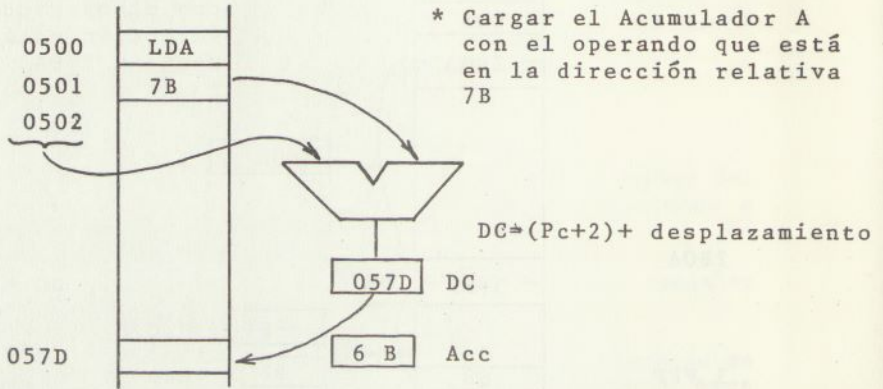 * Cargar el Acumulador A
con el operando que está
en la dirección relativa
7B
0500 LDA
0501 7B
0502
DC=(Pc+2)+ desplazamiento
057D DC
057D
6 B Acc